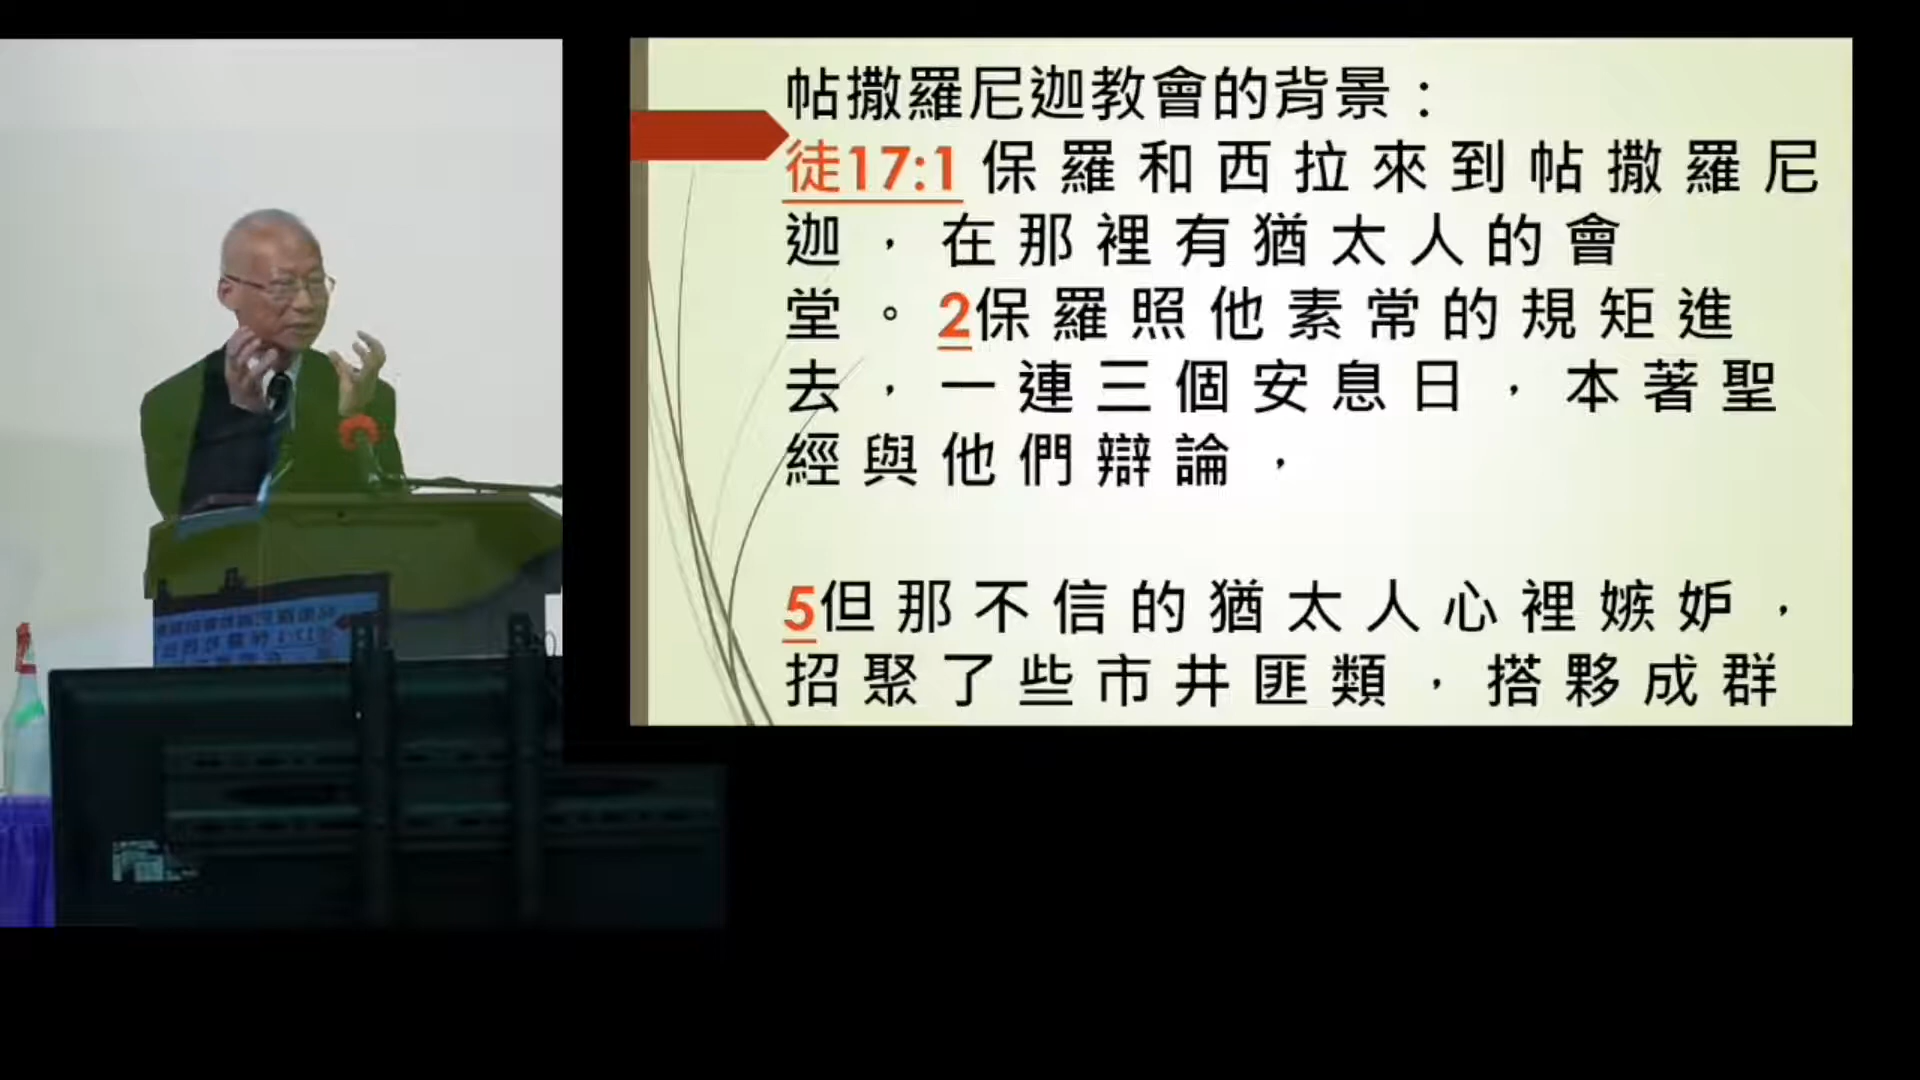 帖撒羅尼迦教會的背景：
徒17:1 保羅和西拉來到帖撒羅尼
迦，在那裡有猶太人的會
堂。2保羅照他素常的規矩進
去，一連三個安息日，本著聖
經與他們辯論，
5但那不信的猶太人心裡嫉妒，
招聚了些市井匪類，搭夥成群